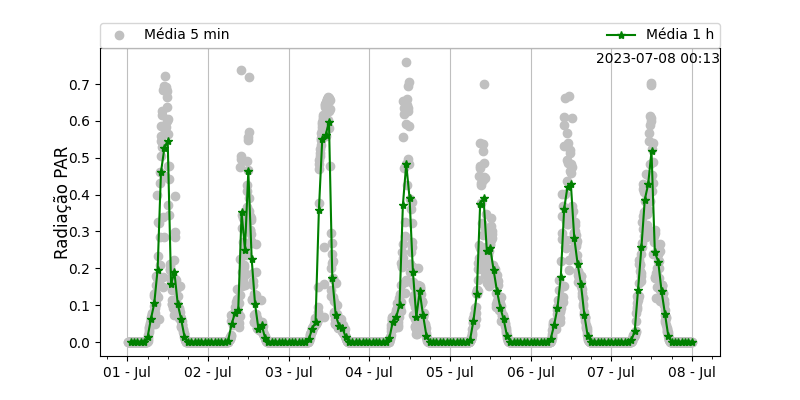 Média 5 min
Média 1 h
2023-07-08 00:13
Radiação PAR
0.7
0.6
0.5
0.4
0.3
0.2
0.1
0.0
01 - Jul
02 - Jul
03 - Jul
04 - Jul
05 - Jul
06 - Jul
07 - Jul
08 - Jul